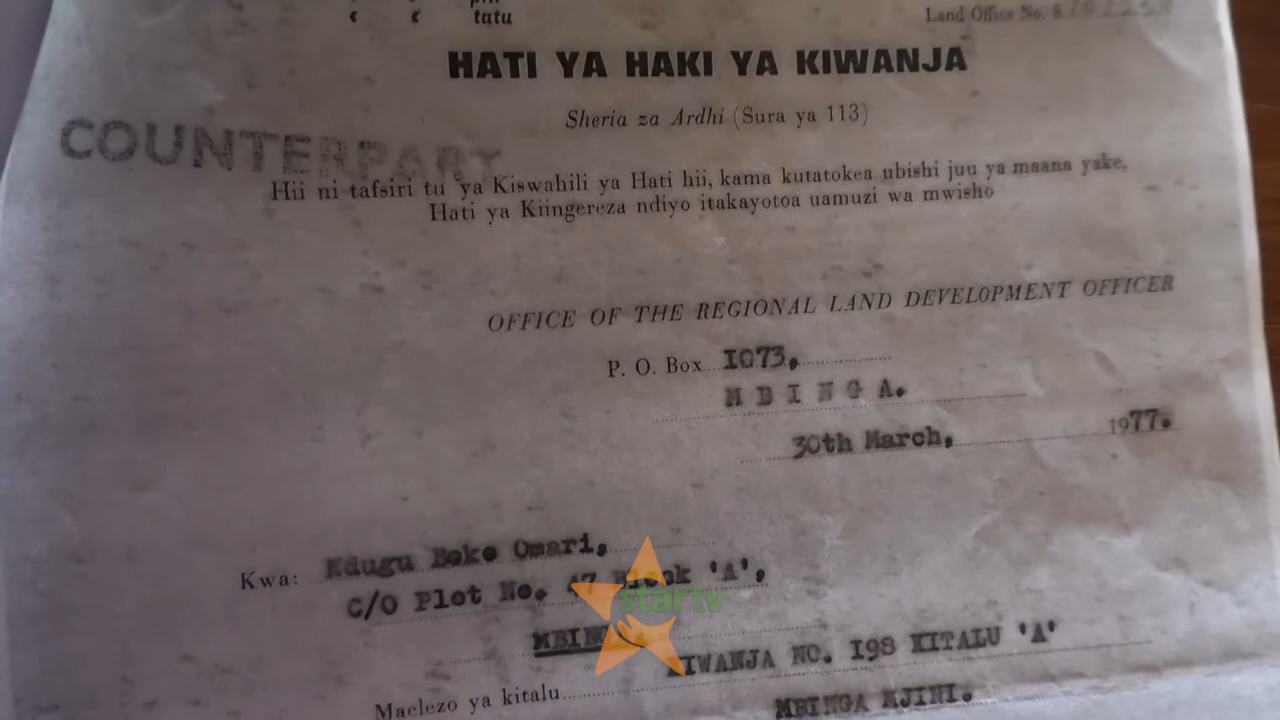 tatu
Land Office No.
HATI YA HAKI YA KIWANJA
Sheria za Ardhi (Sura ya 113)
COUNTERPART
Hii ni tafsiri tu ya Kiswahili ya Hati hii, kama kutatokea ubishi juu ya maana yake,
Hati ya Kiingereza ndiyo itakayotoa uamuzi wa mwisho
OFFICE OF THE REGIONAL LAND DEVELOPMENT OFFICER
P. O. Box 1073,
MBINGA.
30th March, 1977.
Kwa: Ndugu Omari,
C/O Plot No. 47 Block 'A',
startv
KIWANJA NO. 198 KITALU 'A'
Maelezo ya kitalu
MBINGA MJINI.